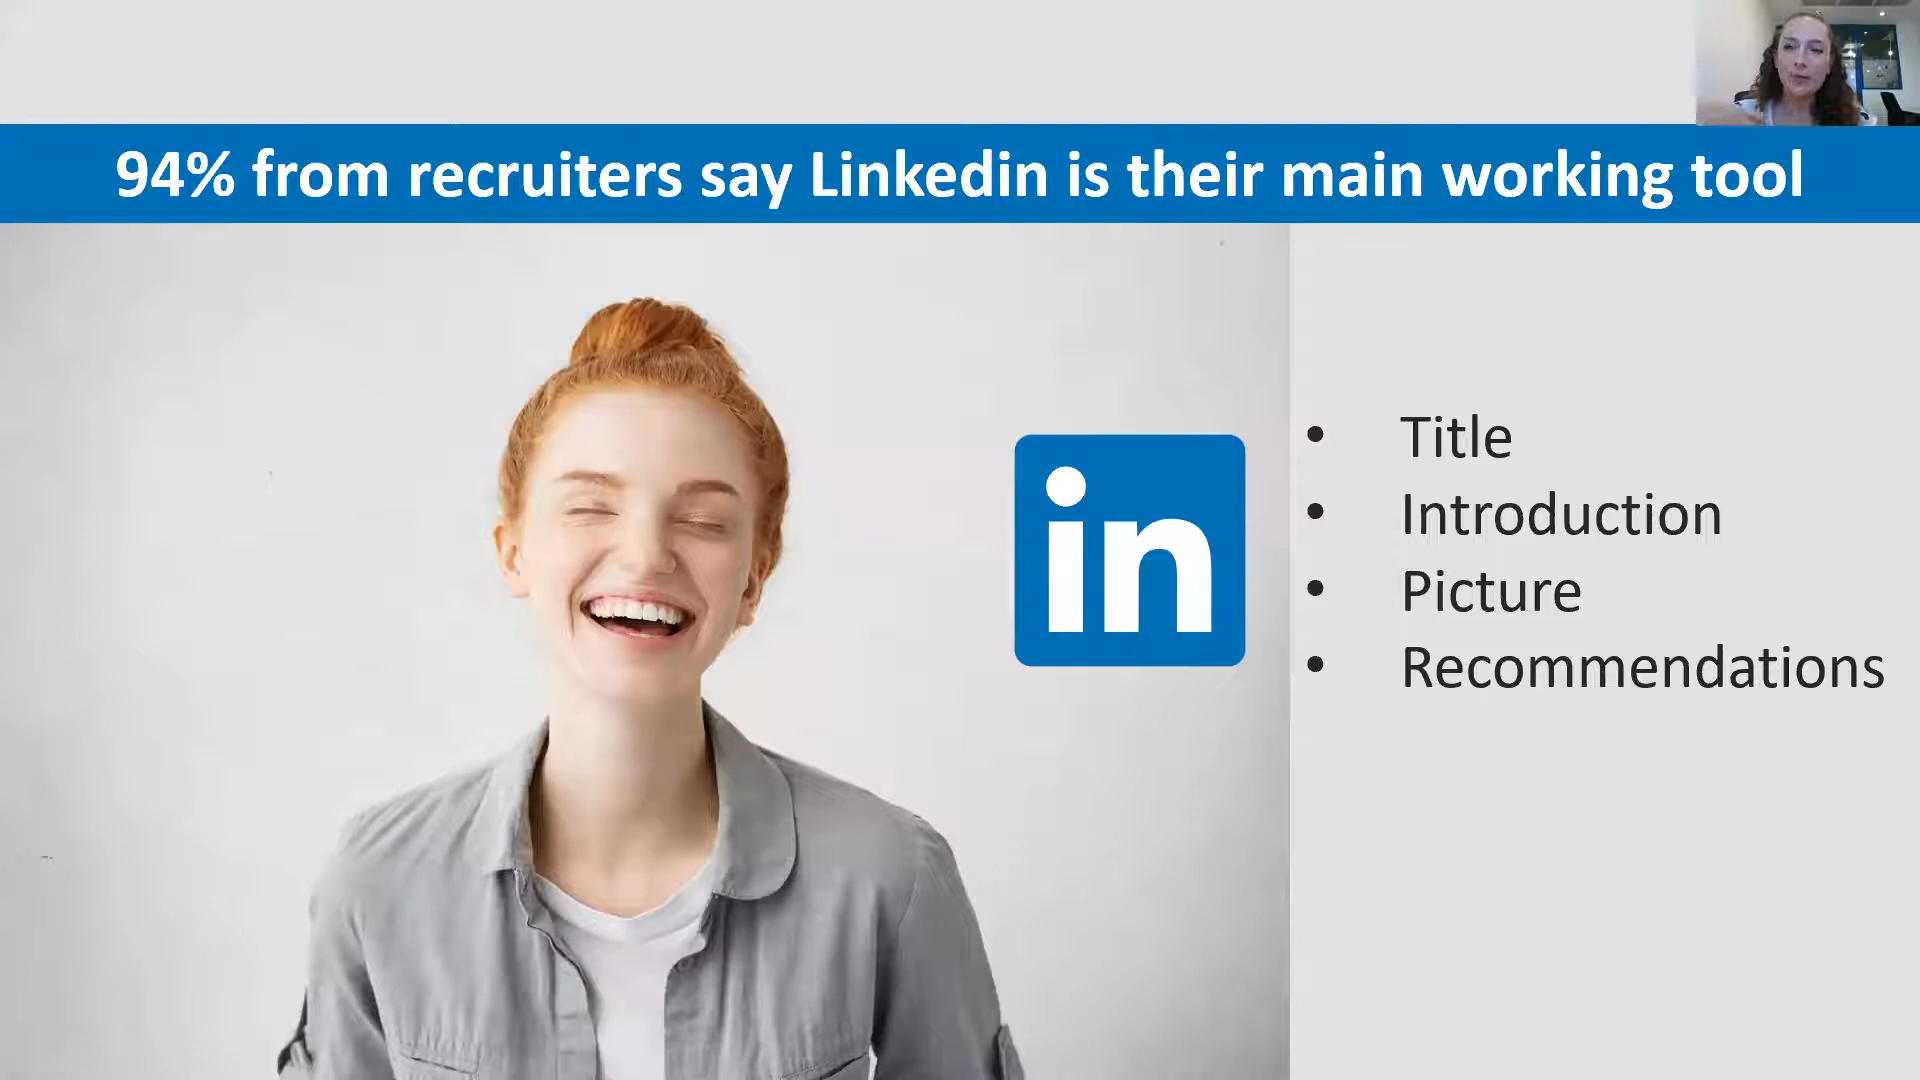 94% from recruiters say Linkedin is their main working tool
in
• Title
• Introduction
• Picture
• Recommendations